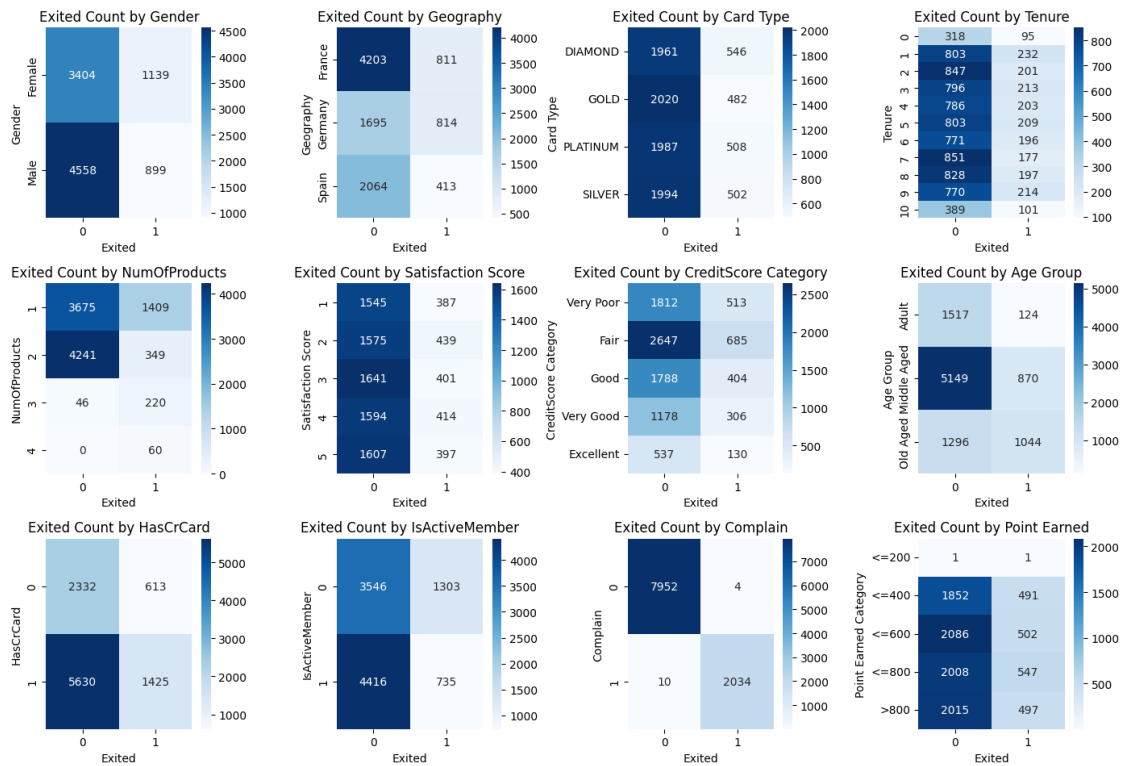 Exited Count by Gender
Gender
Female
Male
3404 1139
4558 899
0 1
Exited
4500
4000
3500
3000
2500
2000
1500
1000
Exited Count by Geography
Geography
France
Germany
Spain
4203 811
1695 814
2064 413
0 1
Exited
4000
3500
3000
2500
2000
1500
1000
500
Exited Count by Card Type
Card Type
DIAMOND 1961 546
GOLD 2020 482
PLATINUM 1987 508
SILVER 1994 502
0 1
Exited
2000
1800
1600
1400
1200
1000
800
600
Exited Count by Tenure
Tenure
0 318 95
1 803 232
2 847 201
3 796 213
4 786 203
5 803 209
6 771 196
7 851 177
8 828 197
9 770 214
10 389 101
0 1
Exited
800
700
600
500
400
300
200
100
Exited Count by NumOfProducts
NumOfProducts
1 3675 1409
2 4241 349
3 46 220
4 0 60
0 1
Exited
4000
3500
3000
2500
2000
1500
1000
500
0
Exited Count by Satisfaction Score
Satisfaction Score
1 1545 387
2 1575 439
3 1641 401
4 1594 414
5 1607 397
0 1
Exited
1600
1400
1200
1000
800
600
400
Exited Count by CreditScore Category
CreditScore Category
Very Poor 1812 513
Fair 2647 685
Good 1788 404
Very Good 1178 306
Excellent 537 130
0 1
Exited
2500
2000
1500
1000
500
Exited Count by Age Group
Age Group
Adult
Middle Aged
Old Aged
1517 124
5149 870
1296 1044
0 1
Exited
5000
4000
3000
2000
1000
Exited Count by HasCrCard
HasCrCard
0 2332 613
1 5630 1425
0 1
Exited
5000
4000
3000
2000
1000
Exited Count by IsActiveMember
IsActiveMember
0 3546 1303
1 4416 735
0 1
Exited
4000
3500
3000
2500
2000
1500
1000
Exited Count by Complain
Complain
0 7952 4
1 10 2034
0 1
Exited
7000
6000
5000
4000
3000
2000
1000
Exited Count by Point Earned
Point Earned Category
<=200 1 1
<=400 1852 491
<=600 2086 502
<=800 2008 547
>800 2015 497
0 1
Exited
2000
1500
1000
500